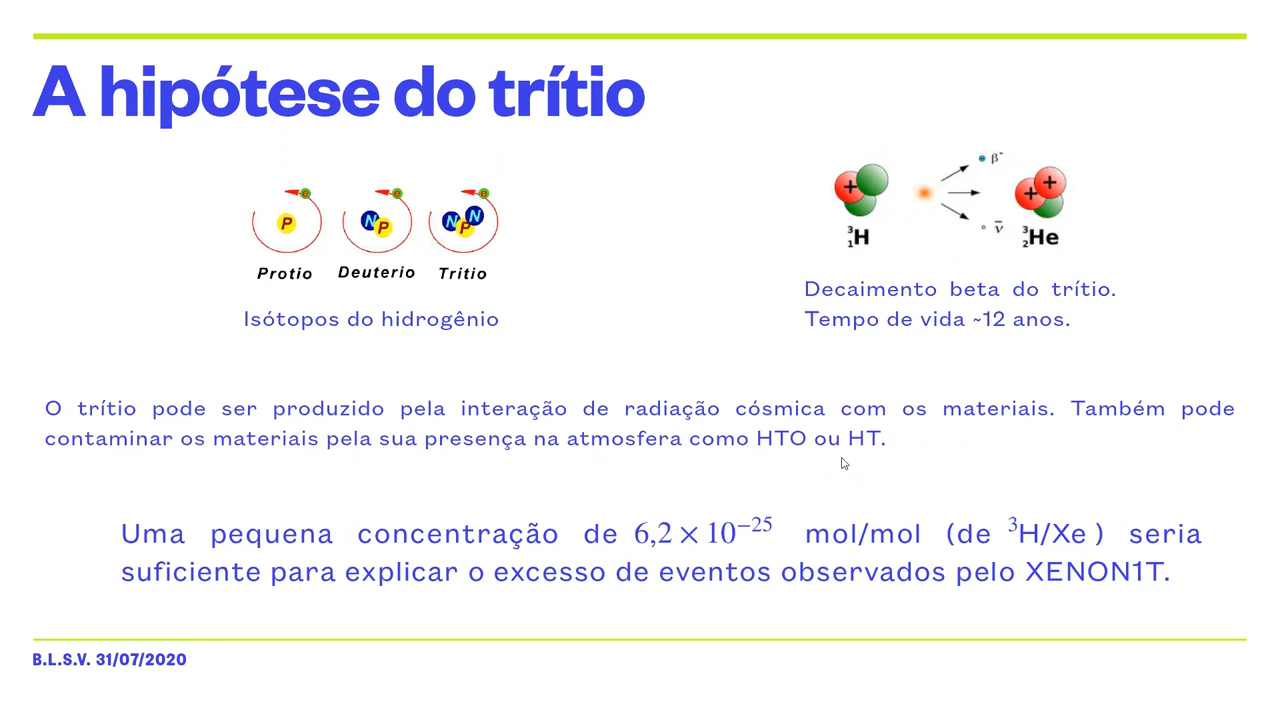 A hipótese do trítio
e e e
P N P N P N
Protio Deuterio Tritio
Isótopos do hidrogênio
β⁻
+ + +
ν̅
³₁H ³₂He
Decaimento beta do trítio.
Tempo de vida ~12 anos.
O trítio pode ser produzido pela interação de radiação cósmica com os materiais. Também pode
contaminar os materiais pela sua presença na atmosfera como HTO ou HT.
Uma pequena concentração de 6,2 × 10⁻²⁵ mol/mol (de ³H/Xe ) seria
suficiente para explicar o excesso de eventos observados pelo XENON1T.
B.L.S.V. 31/07/2020